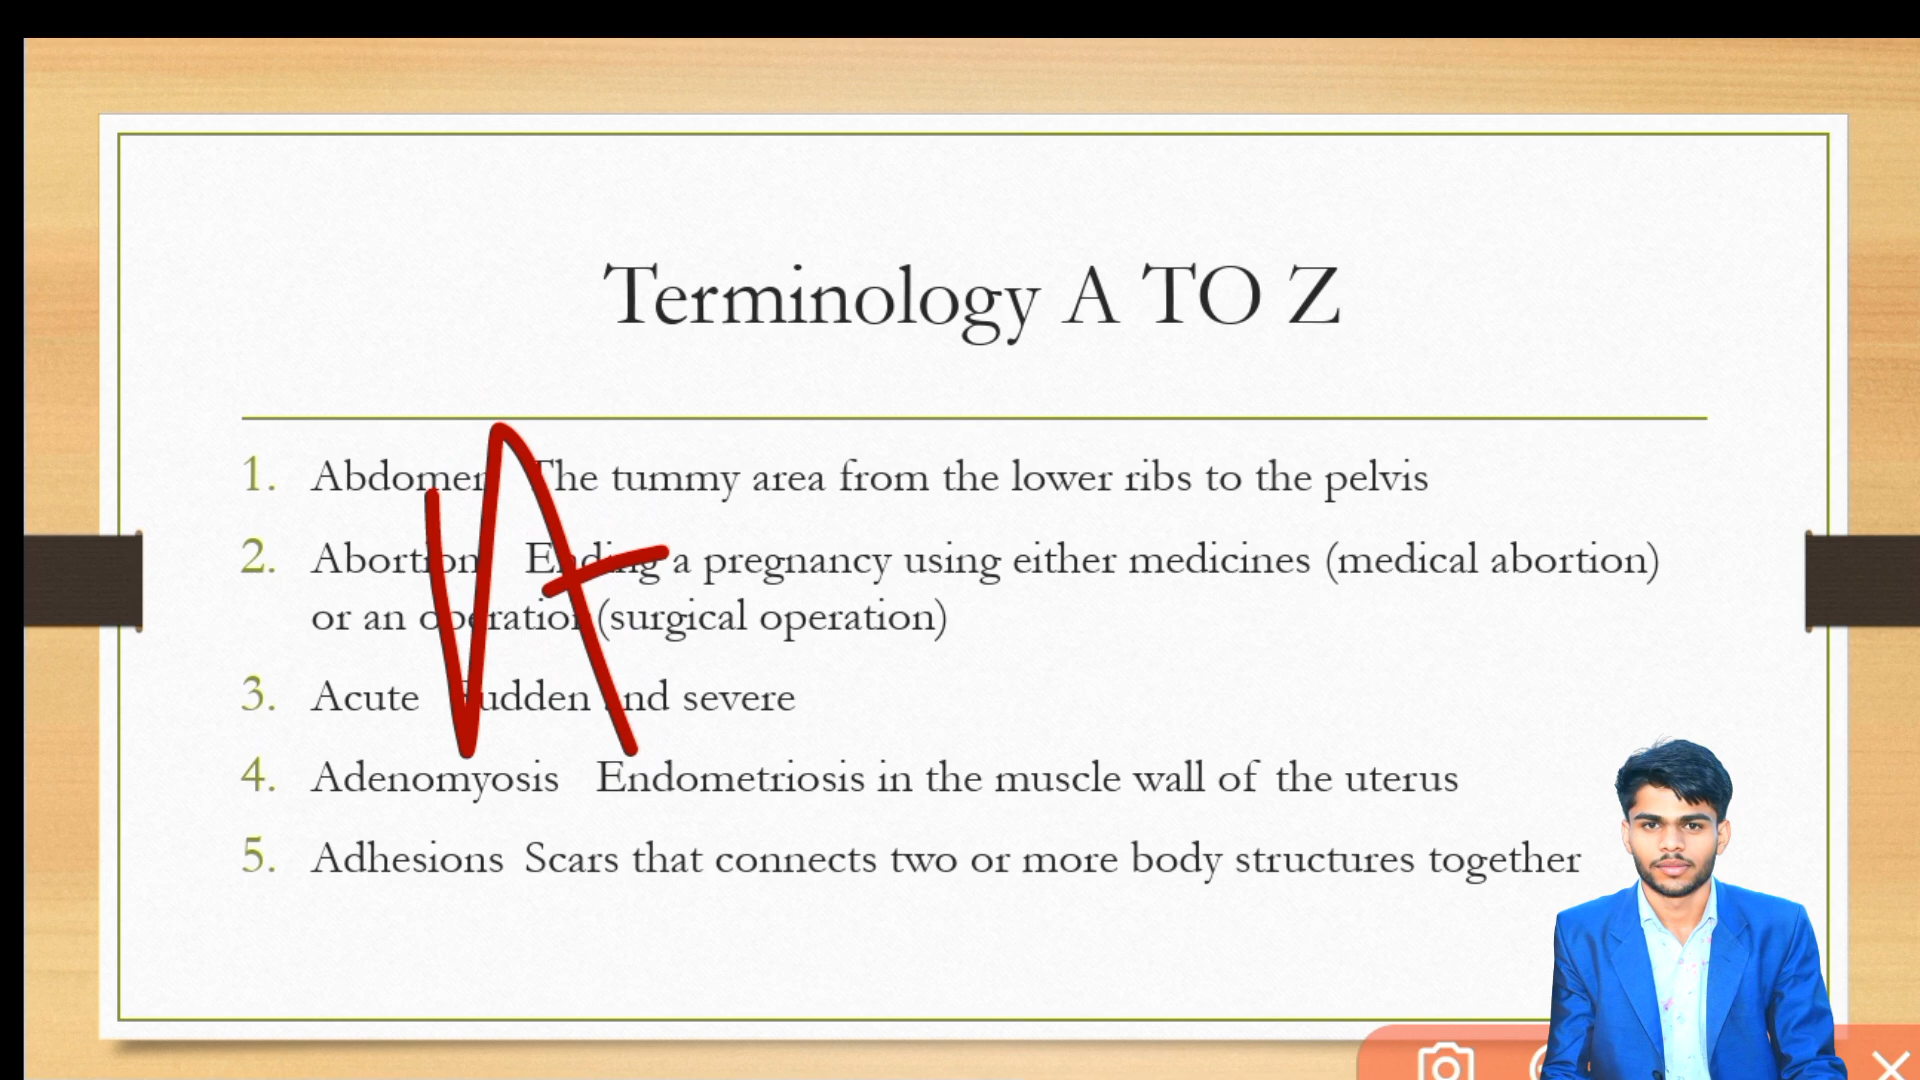 Terminology A TO Z
1. Abdomen The tummy area from the lower ribs to the pelvis
2. Abortion Ending a pregnancy using either medicines (medical abortion)
or an operation (surgical operation)
3. Acute Sudden and severe
4. Adenomyosis Endometriosis in the muscle wall of the uterus
5. Adhesions Scars that connects two or more body structures together